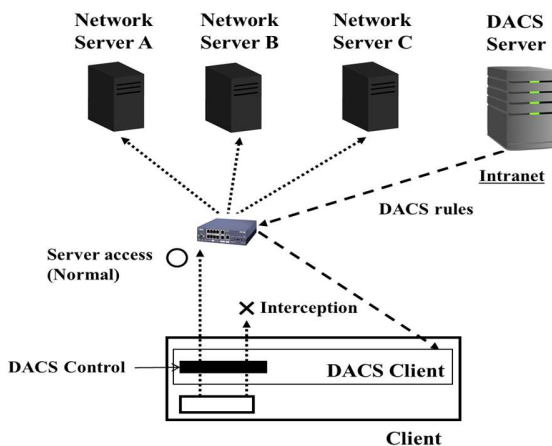 Network
Server A
Network
Server B
Network
Server C
DACS
Server
Intranet
DACS rules
Server access
(Normal)
Interception
DACS Control
DACS Client
Client